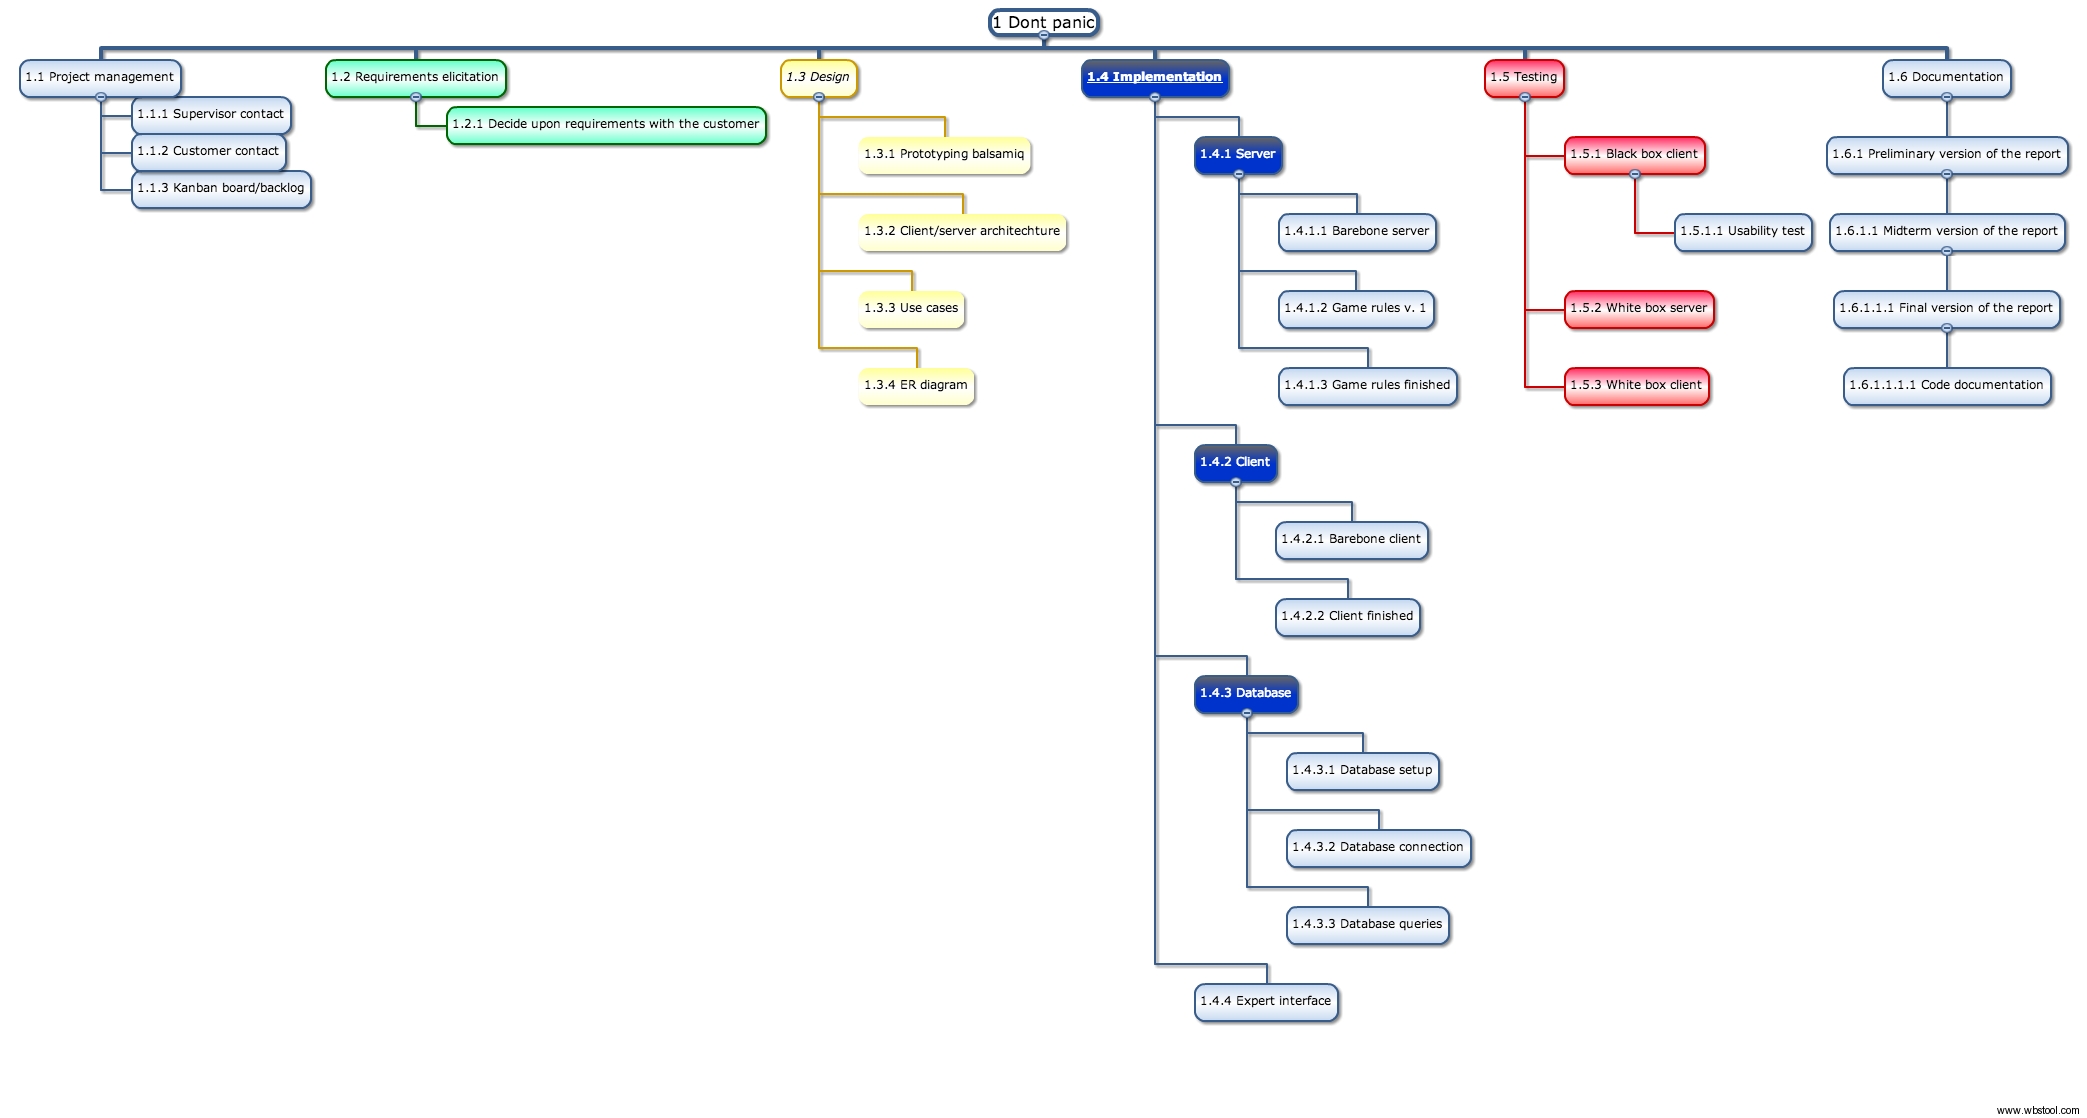 1 Dont panic
1.1 Project management
1.1.1 Supervisor contact
1.1.2 Customer contact
1.1.3 Kanban board/backlog
1.2 Requirements elicitation
1.2.1 Decide upon requirements with the customer
1.3 Design
1.3.1 Prototyping balsamiq
1.3.2 Client/server architechture
1.3.3 Use cases
1.3.4 ER diagram
1.4 Implementation
1.4.1 Server
1.4.1.1 Barebone server
1.4.1.2 Game rules v. 1
1.4.1.3 Game rules finished
1.4.2 Client
1.4.2.1 Barebone client
1.4.2.2 Client finished
1.4.3 Database
1.4.3.1 Database setup
1.4.3.2 Database connection
1.4.3.3 Database queries
1.4.4 Expert interface
1.5 Testing
1.5.1 Black box client
1.5.1.1 Usability test
1.5.2 White box server
1.5.3 White box client
1.6 Documentation
1.6.1 Preliminary version of the report
1.6.1.1 Midterm version of the report
1.6.1.1.1 Final version of the report
1.6.1.1.1.1 Code documentation
www.wbstool.com